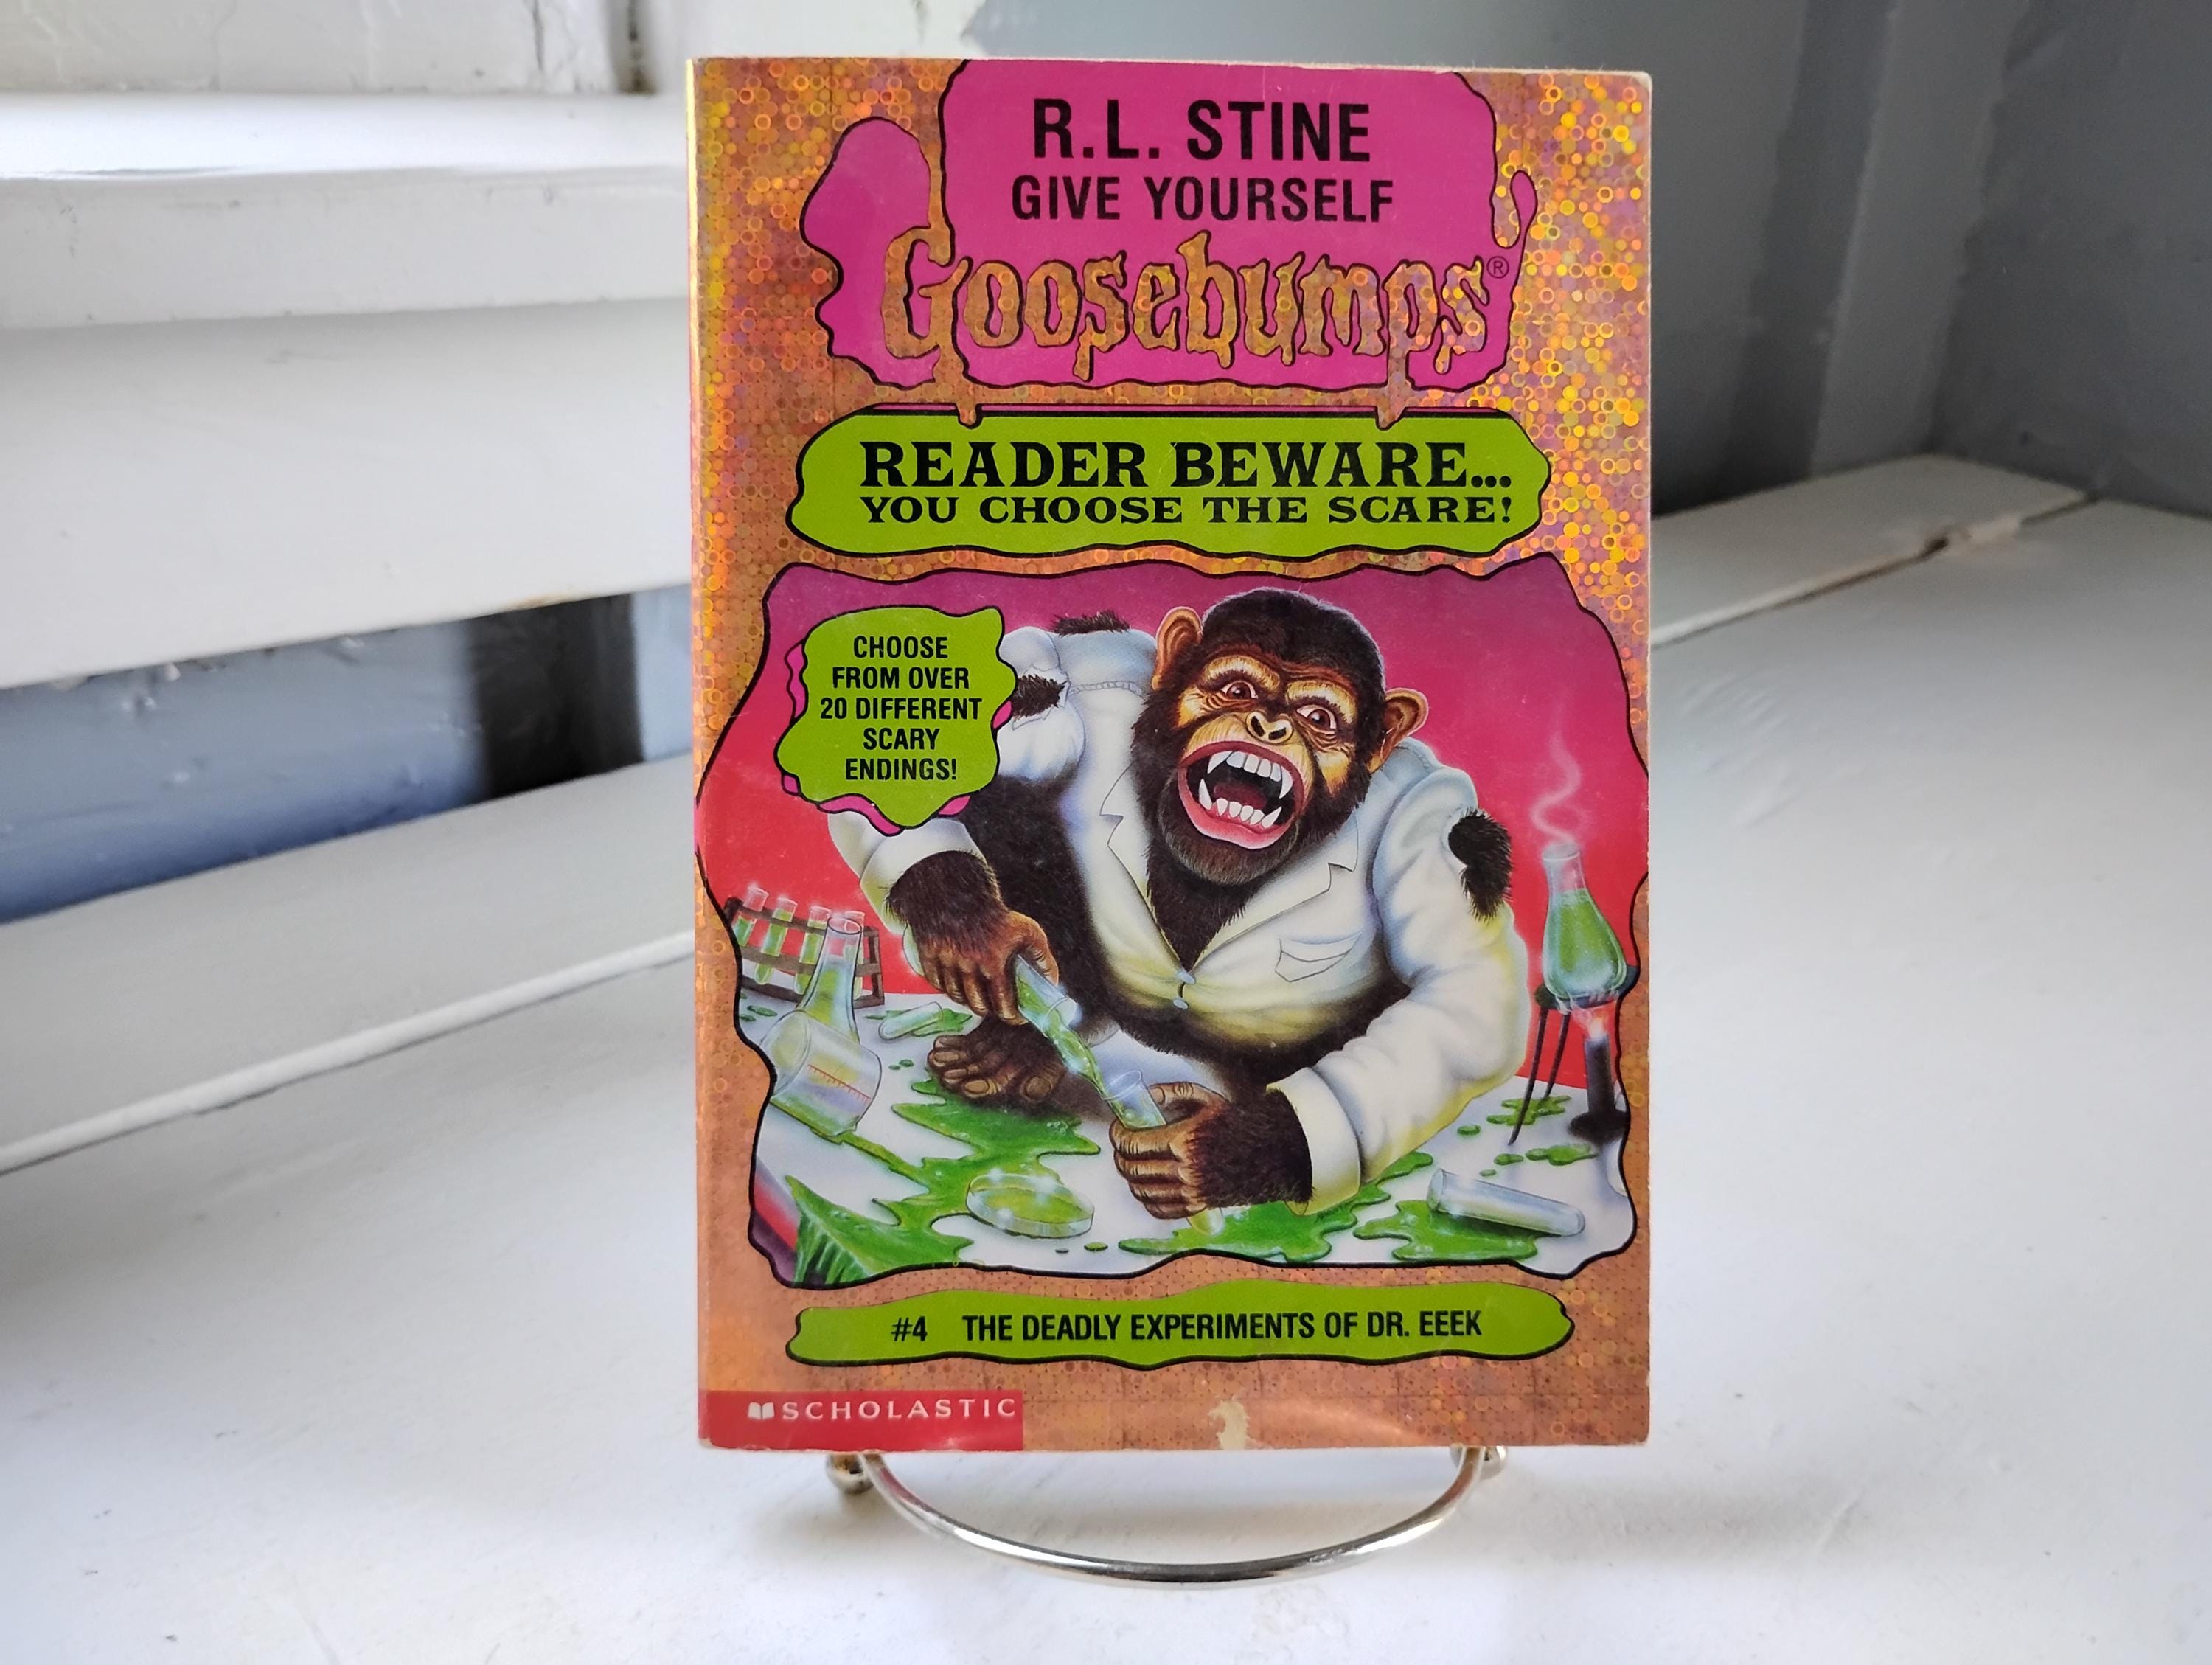 R.L. STINE
GIVE YOURSELF
Goosebumps®
READER BEWARE...
YOU CHOOSE THE SCARE!
CHOOSE
FROM OVER
20 DIFFERENT
SCARY
ENDINGS!
#4 THE DEADLY EXPERIMENTS OF DR. EEEK
SCHOLASTIC